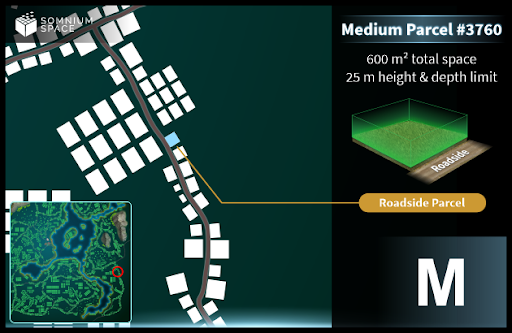 SOMNIUM
SPACE
Medium Parcel #3760
600 m² total space
25 m height & depth limit
Roadside
Roadside Parcel
M